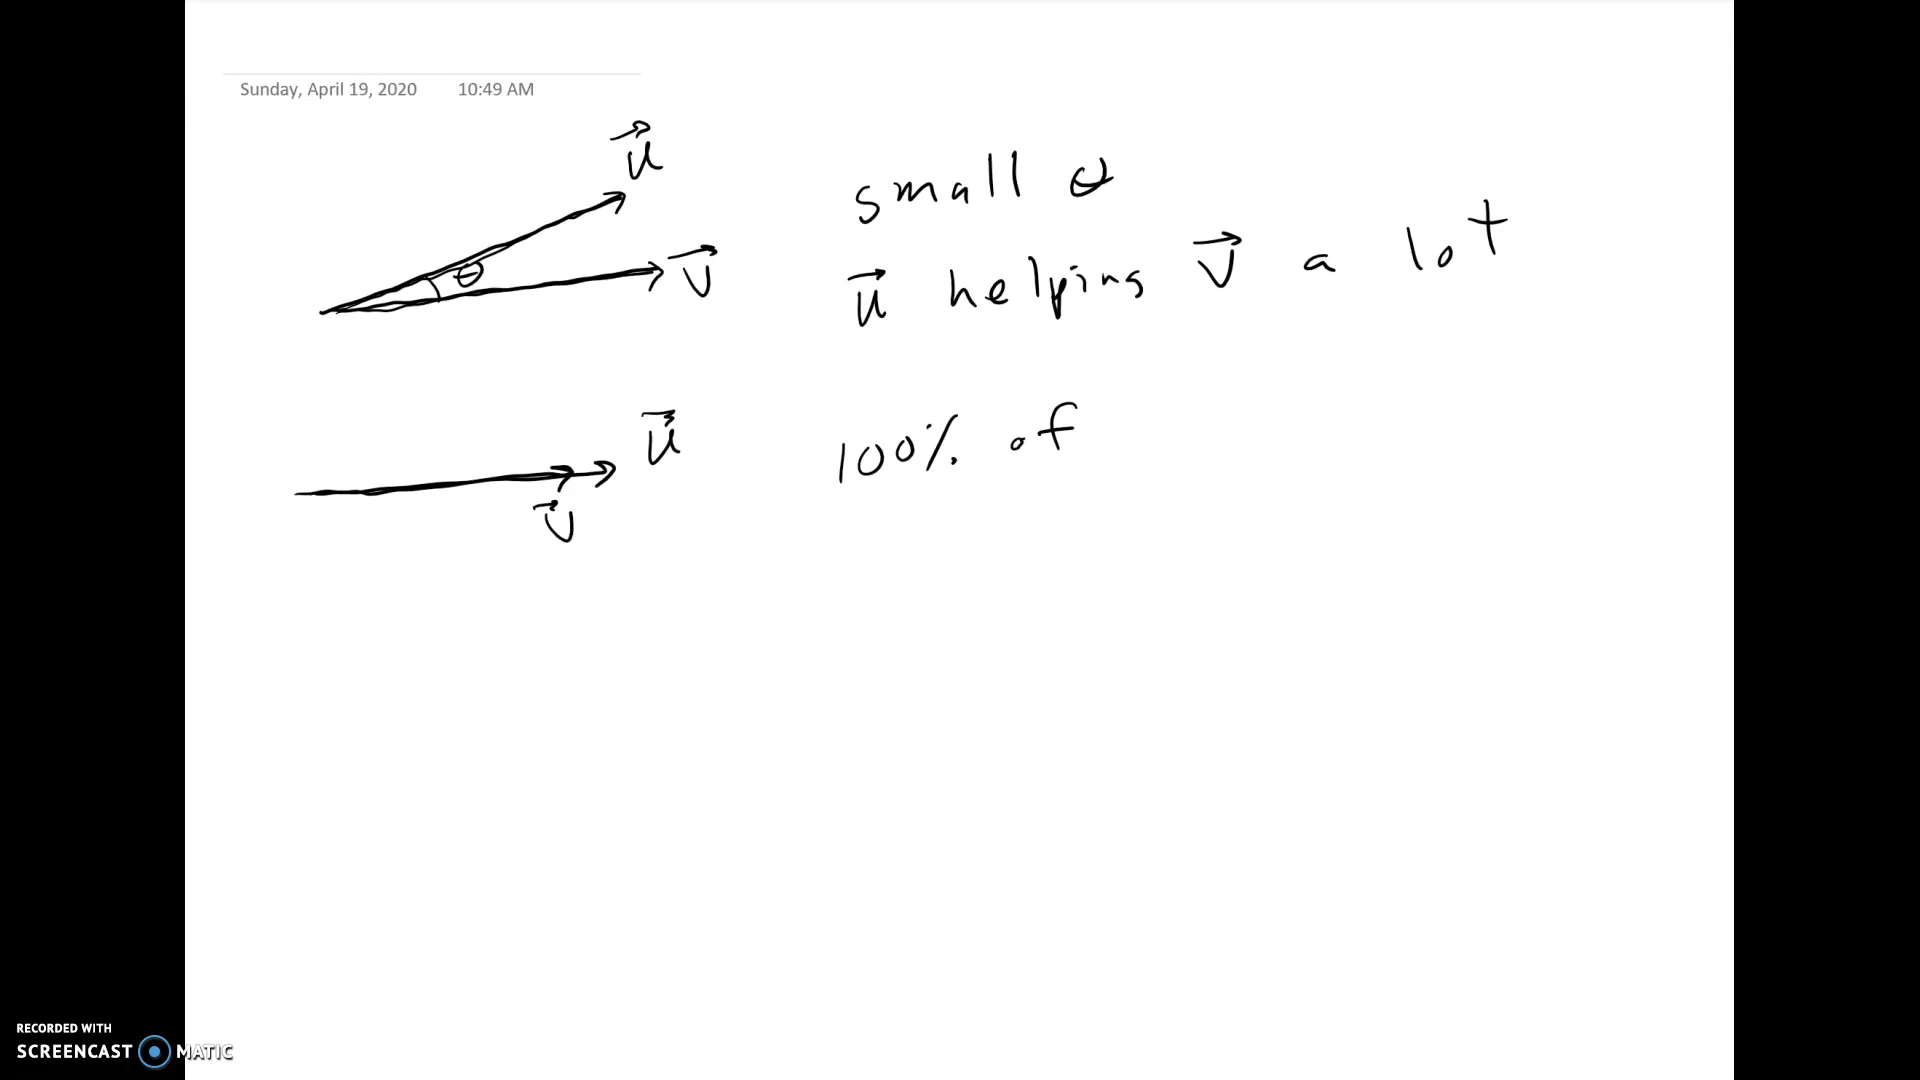 Sunday, April 19, 2020 10:49 AM
u⃗
small θ
θ
v⃗
u⃗ helping v⃗ a lot
u⃗
100% of
v⃗
RECORDED WITH
SCREENCAST MATIC